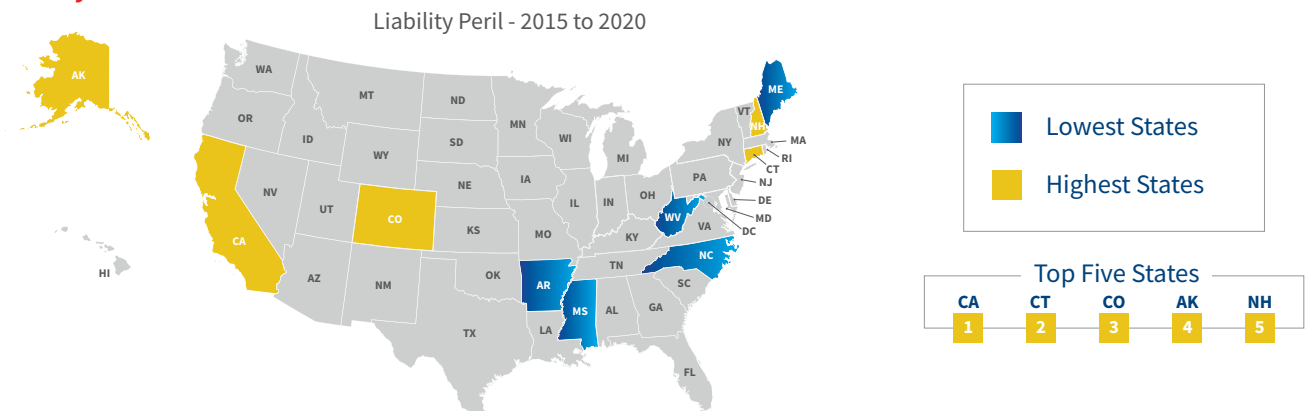 Liability Peril - 2015 to 2020
AK
WA
MT
ND
MN
OR
ID
WY
SD
WI
MI
VT
NH
ME
NY
MA
RI
CT
NJ
PA
DE
MD
DC
NV
UT
CO
NE
IA
IL
IN
OH
WV
VA
CA
KS
MO
KY
NC
TN
SC
AZ
NM
OK
AR
MS
AL
GA
LA
TX
FL
HI
Lowest States
Highest States
Top Five States
CA CT CO AK NH
1 2 3 4 5